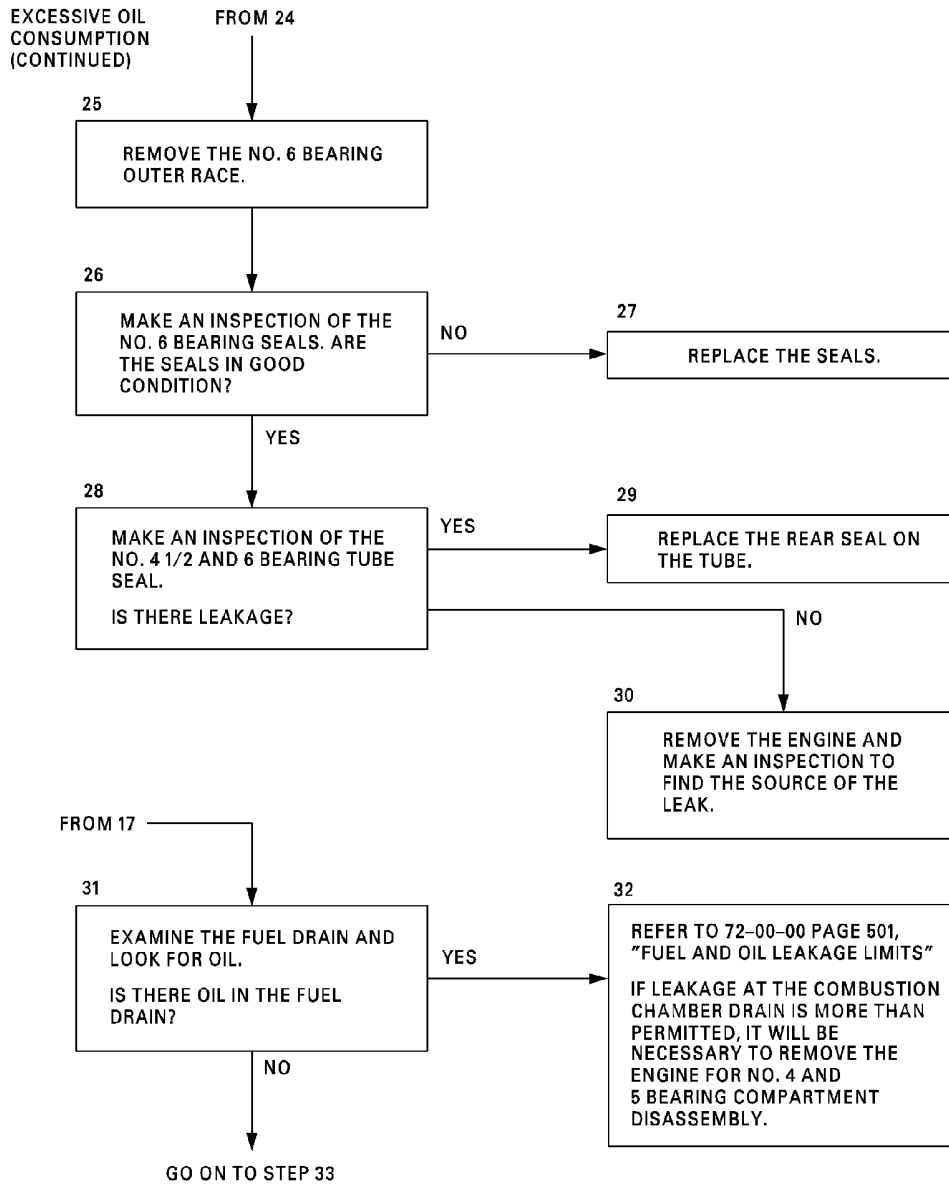 EXCESSIVE OIL
CONSUMPTION
(CONTINUED)
FROM 24
25
REMOVE THE NO. 6 BEARING
OUTER RACE.
26
MAKE AN INSPECTION OF THE
NO. 6 BEARING SEALS. ARE
THE SEALS IN GOOD
CONDITION?
NO
27
REPLACE THE SEALS.
YES
28
MAKE AN INSPECTION OF THE
NO. 4 1/2 AND 6 BEARING TUBE
SEAL.
IS THERE LEAKAGE?
YES
29
REPLACE THE REAR SEAL ON
THE TUBE.
NO
30
REMOVE THE ENGINE AND
MAKE AN INSPECTION TO
FIND THE SOURCE OF THE
LEAK.
FROM 17
31
EXAMINE THE FUEL DRAIN AND
LOOK FOR OIL.
IS THERE OIL IN THE FUEL
DRAIN?
YES
32
REFER TO 72-00-00 PAGE 501,
"FUEL AND OIL LEAKAGE LIMITS"
IF LEAKAGE AT THE COMBUSTION
CHAMBER DRAIN IS MORE THAN
PERMITTED, IT WILL BE
NECESSARY TO REMOVE THE
ENGINE FOR NO. 4 AND
5 BEARING COMPARTMENT
DISASSEMBLY.
NO
GO ON TO STEP 33